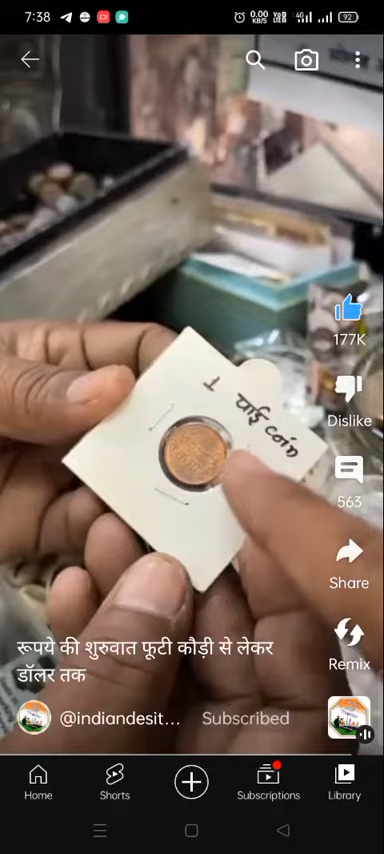 7:38
0.00
KB/S
4G
92
1 पाई coin
177K
Dislike
563
Share
Remix
रूपये की शुरुवात फूटी कौड़ी से लेकर
डॉलर तक
@indiandesit... Subscribed
Home Shorts Subscriptions Library